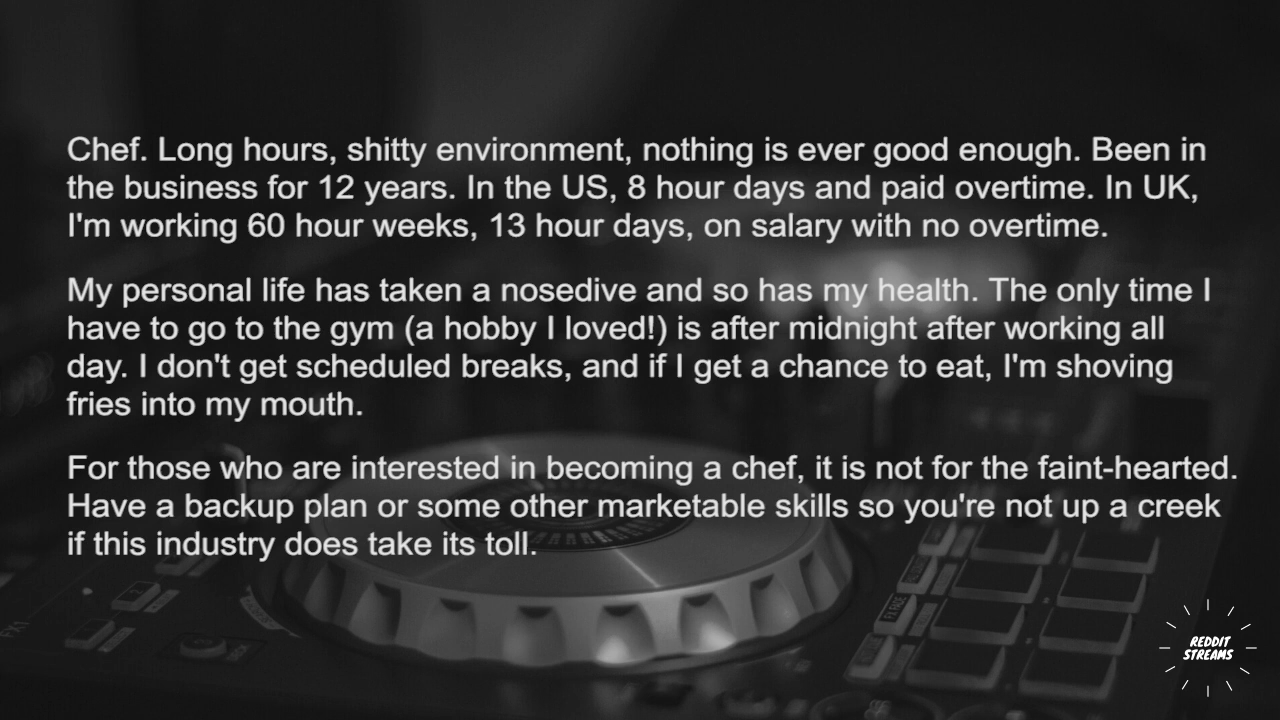 Chef. Long hours, shitty environment, nothing is ever good enough. Been in
the business for 12 years. In the US, 8 hour days and paid overtime. In UK,
I'm working 60 hour weeks, 13 hour days, on salary with no overtime.
My personal life has taken a nosedive and so has my health. The only time I
have to go to the gym (a hobby I loved!) is after midnight after working all
day. I don't get scheduled breaks, and if I get a chance to eat, I'm shoving
fries into my mouth.
For those who are interested in becoming a chef, it is not for the faint-hearted.
Have a backup plan or some other marketable skills so you're not up a creek
if this industry does take its toll.
FX1
FX FADE
REDDIT
STREAMS